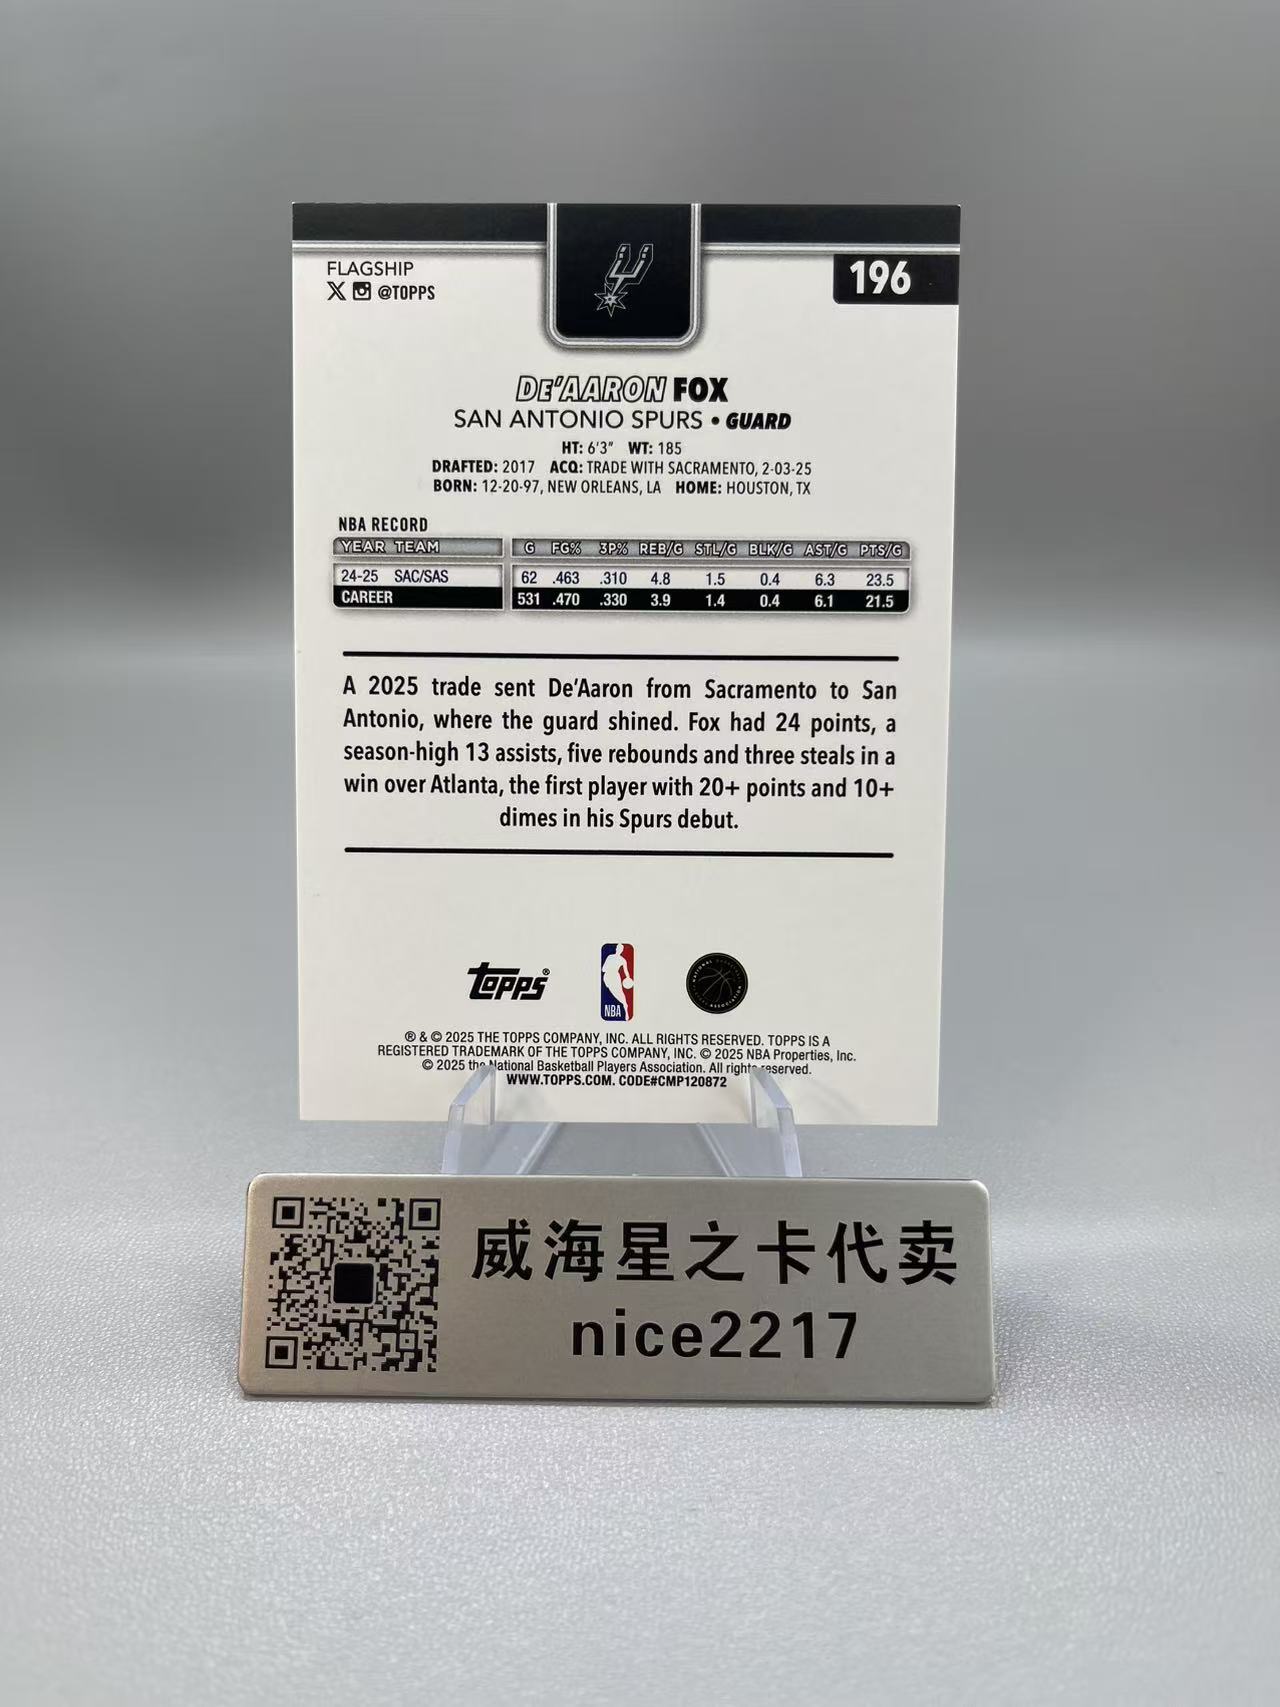 FLAGSHIP
@TOPPS
196
DE'AARON FOX
SAN ANTONIO SPURS • GUARD
HT: 6'3" WT: 185
DRAFTED: 2017 ACQ: TRADE WITH SACRAMENTO, 2-03-25
BORN: 12-20-97, NEW ORLEANS, LA HOME: HOUSTON, TX
NBA RECORD
YEAR TEAM G FG% 3P% REB/G STL/G BLK/G AST/G PTS/G
24-25 SAC/SAS 62 .463 .310 4.8 1.5 0.4 6.3 23.5
CAREER 531 .470 .330 3.9 1.4 0.4 6.1 21.5
A 2025 trade sent De'Aaron from Sacramento to San
Antonio, where the guard shined. Fox had 24 points, a
season-high 13 assists, five rebounds and three steals in a
win over Atlanta, the first player with 20+ points and 10+
dimes in his Spurs debut.
TOPPS®
NBA
® & © 2025 THE TOPPS COMPANY, INC. ALL RIGHTS RESERVED. TOPPS IS A
REGISTERED TRADEMARK OF THE TOPPS COMPANY, INC. © 2025 NBA Properties, Inc.
© 2025 the National Basketball Players Association. All rights reserved.
WWW.TOPPS.COM. CODE#CMP120872
威海星之卡代卖
nice2217